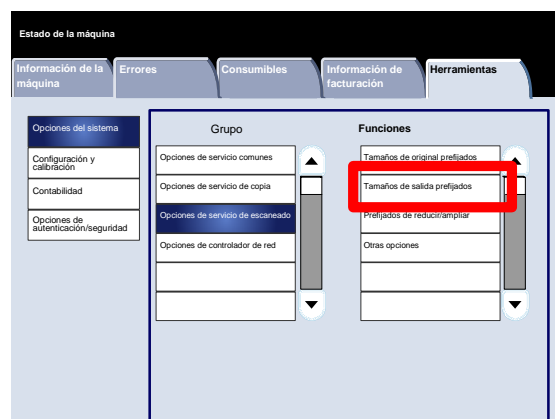 Estado de la máquina
Información de la
máquina
Errores
Consumibles
Información de
facturación
Herramientas
Opciones del sistema
Configuración y
calibración
Contabilidad
Opciones de
autenticación/seguridad
Grupo
Opciones de servicio comunes
Opciones de servicio de copia
Opciones de servicio de escaneado
Opciones de controlador de red
Funciones
Tamaños de original prefijados
Tamaños de salida prefijados
Prefijados de reducir/ampliar
Otras opciones